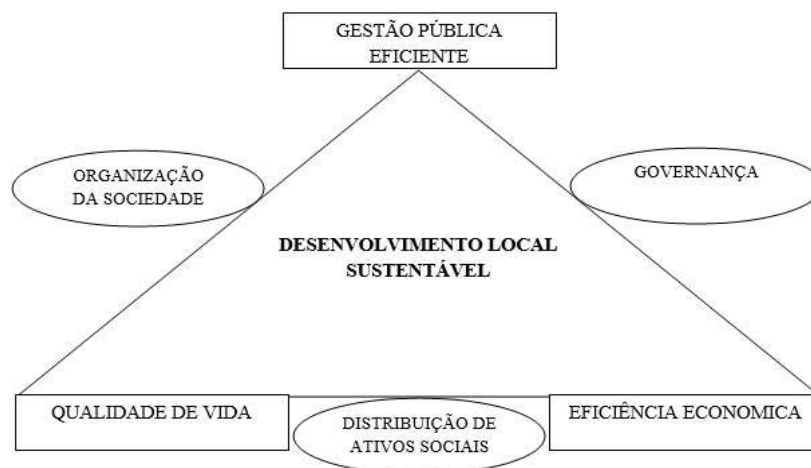 GESTÃO PÚBLICA
EFICIENTE
ORGANIZAÇÃO
DA SOCIEDADE
GOVERNANÇA
DESENVOLVIMENTO LOCAL
SUSTENTÁVEL
QUALIDADE DE VIDA
DISTRIBUIÇÃO DE
ATIVOS SOCIAIS
EFICIÊNCIA ECONOMICA